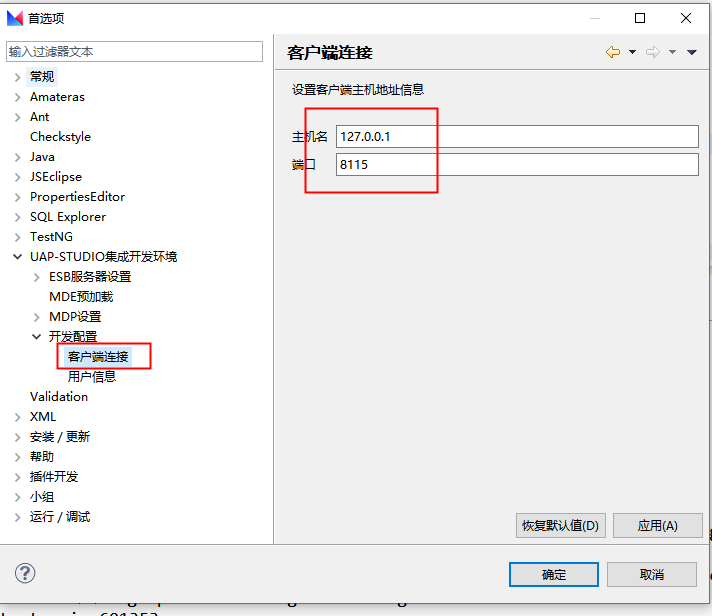 首选项
输入过滤器文本
常规
Amateras
Ant
Checkstyle
Java
JSEclipse
PropertiesEditor
SQL Explorer
TestNG
UAP-STUDIO集成开发环境
ESB服务器设置
MDE预加载
MDP设置
开发配置
客户端连接
用户信息
Validation
XML
安装 / 更新
帮助
插件开发
小组
运行 / 调试
客户端连接
设置客户端主机地址信息
主机名 127.0.0.1
端口 8115
恢复默认值(D) 应用(A)
确定 取消